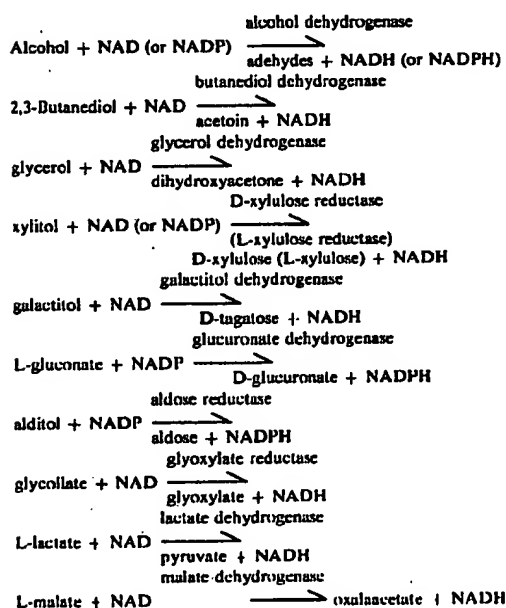 alcohol dehydrogenase
Alcohol + NAD (or NADP)
adehydes + NADH (or NADPH)
butanediol dehydrogenase
2,3-Butanediol + NAD
acetoin + NADH
glycerol dehydrogenase
glycerol + NAD
dihydroxyacetone + NADH
D-xylulose reductase
xylitol + NAD (or NADP)
(L-xylulose reductase)
D-xylulose (L-xylulose) + NADH
galactitol dehydrogenase
galactitol + NAD
D-tagatose + NADH
glucuronate dehydrogenase
L-gluconate + NADP
D-glucuronate + NADPH
aldose reductase
alditol + NADP
aldose + NADPH
glyoxylate reductase
glycollate + NAD
glyoxylate + NADH
lactate dehydrogenase
L-lactate + NAD
pyruvate + NADH
malate dehydrogenase
L-malate + NAD oxalaacetate + NADH